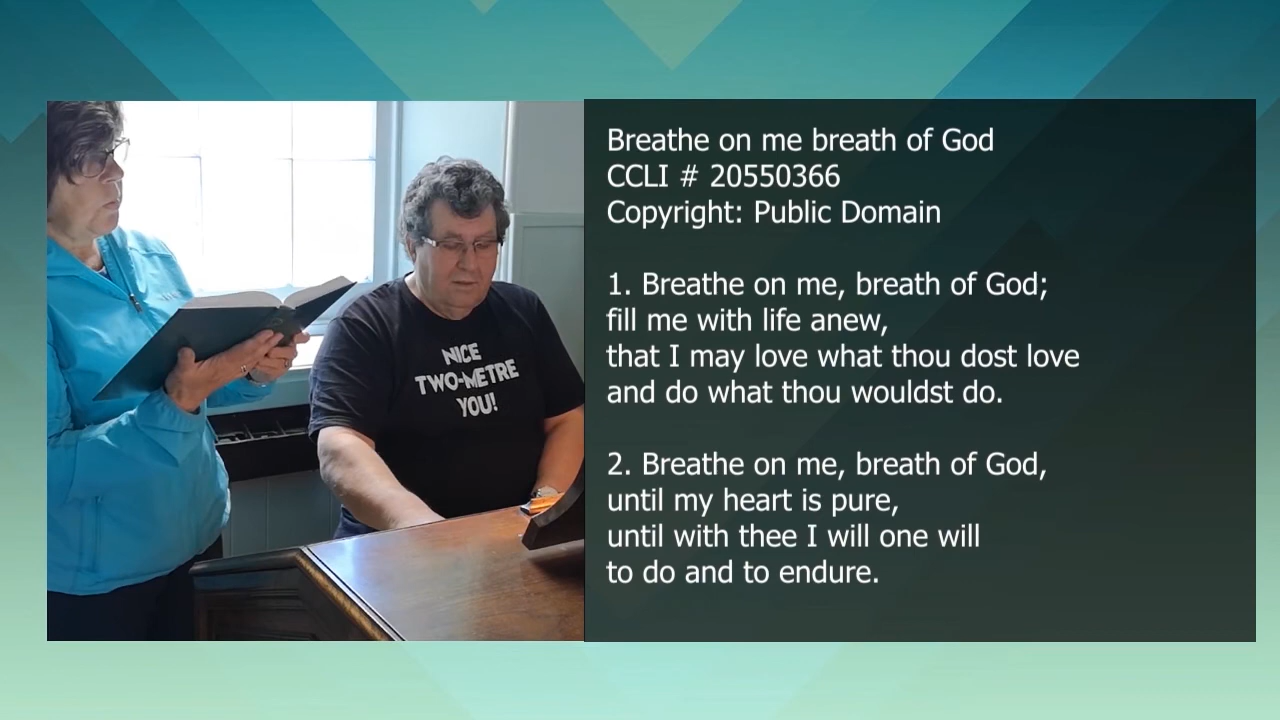 NICE
TWO-METRE
YOU!
Breathe on me breath of God
CCLI # 20550366
Copyright: Public Domain
1. Breathe on me, breath of God;
fill me with life anew,
that I may love what thou dost love
and do what thou wouldst do.
2. Breathe on me, breath of God,
until my heart is pure,
until with thee I will one will
to do and to endure.